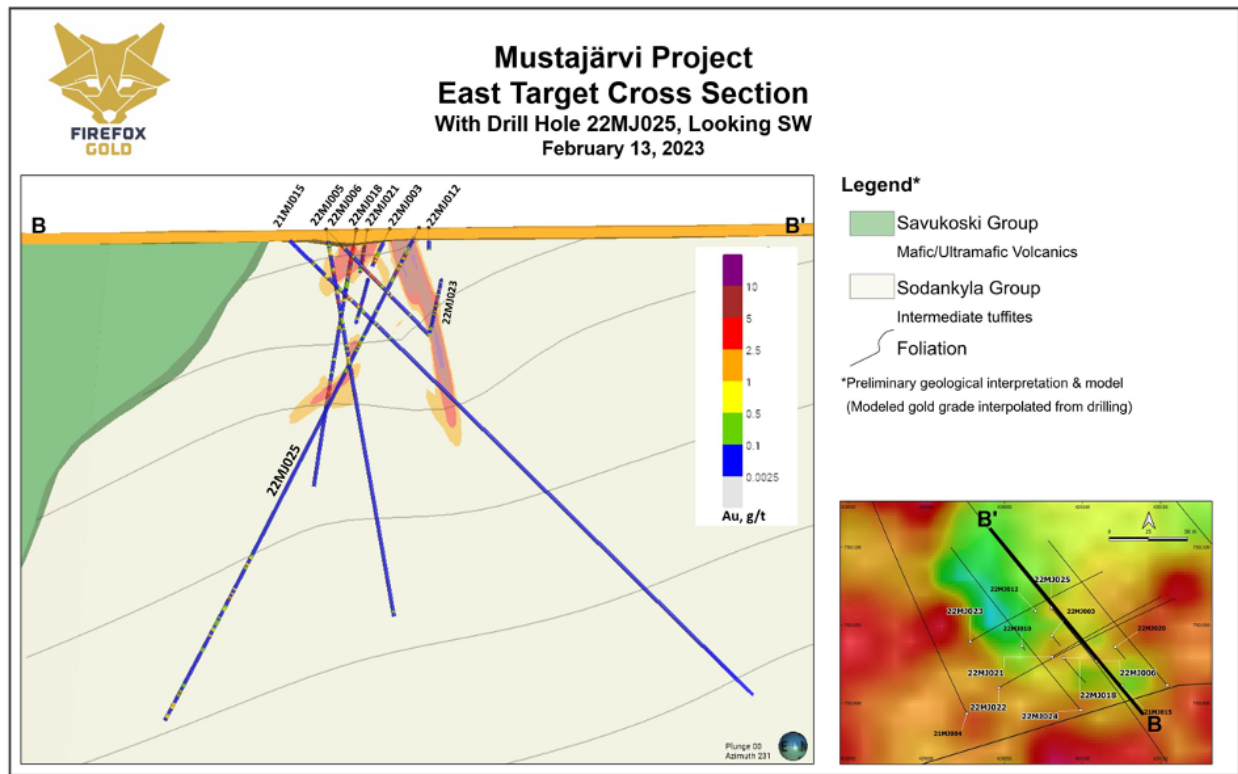 FIREFOX
GOLD
Mustajärvi Project
East Target Cross Section
With Drill Hole 22MJ025, Looking SW
February 13, 2023
B
B'
21MJ015
22MJ005
22MJ006
22MJ018
22MJ021
22MJ003
22MJ012
22MJ023
22MJ025
10
5
2.5
1
0.5
0.1
0.0025
Au, g/t
Plunge 00
Azimuth 231
E N
Legend*
Savukoski Group
Mafic/Ultramafic Volcanics
Sodankyla Group
Intermediate tuffites
Foliation
*Preliminary geological interpretation & model
(Modeled gold grade interpolated from drilling)
B'
22MJ025
22MJ012
22MJ023
22MJ003
22MJ020
22MJ021
22MJ006
22MJ018
22MJ022
22MJ024
21MJ004
21MJ015
B